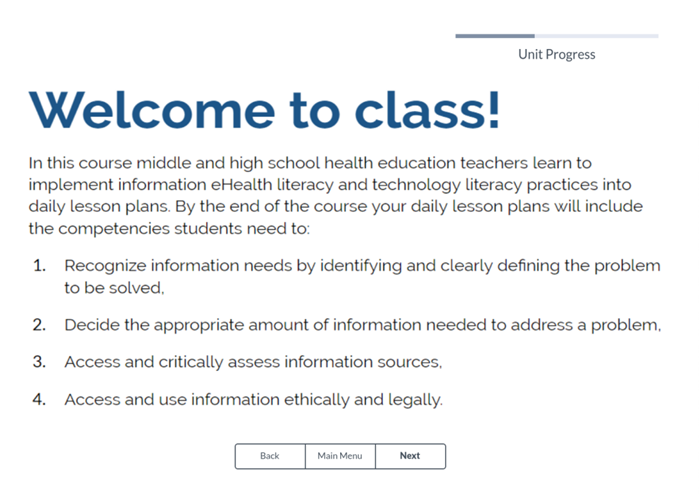 Unit Progress
Welcome to class!
In this course middle and high school health education teachers learn to
implement information eHealth literacy and technology literacy practices into
daily lesson plans. By the end of the course your daily lesson plans will include
the competencies students need to:
1. Recognize information needs by identifying and clearly defining the problem
to be solved,
2. Decide the appropriate amount of information needed to address a problem,
3. Access and critically assess information sources,
4. Access and use information ethically and legally.
Back Main Menu Next